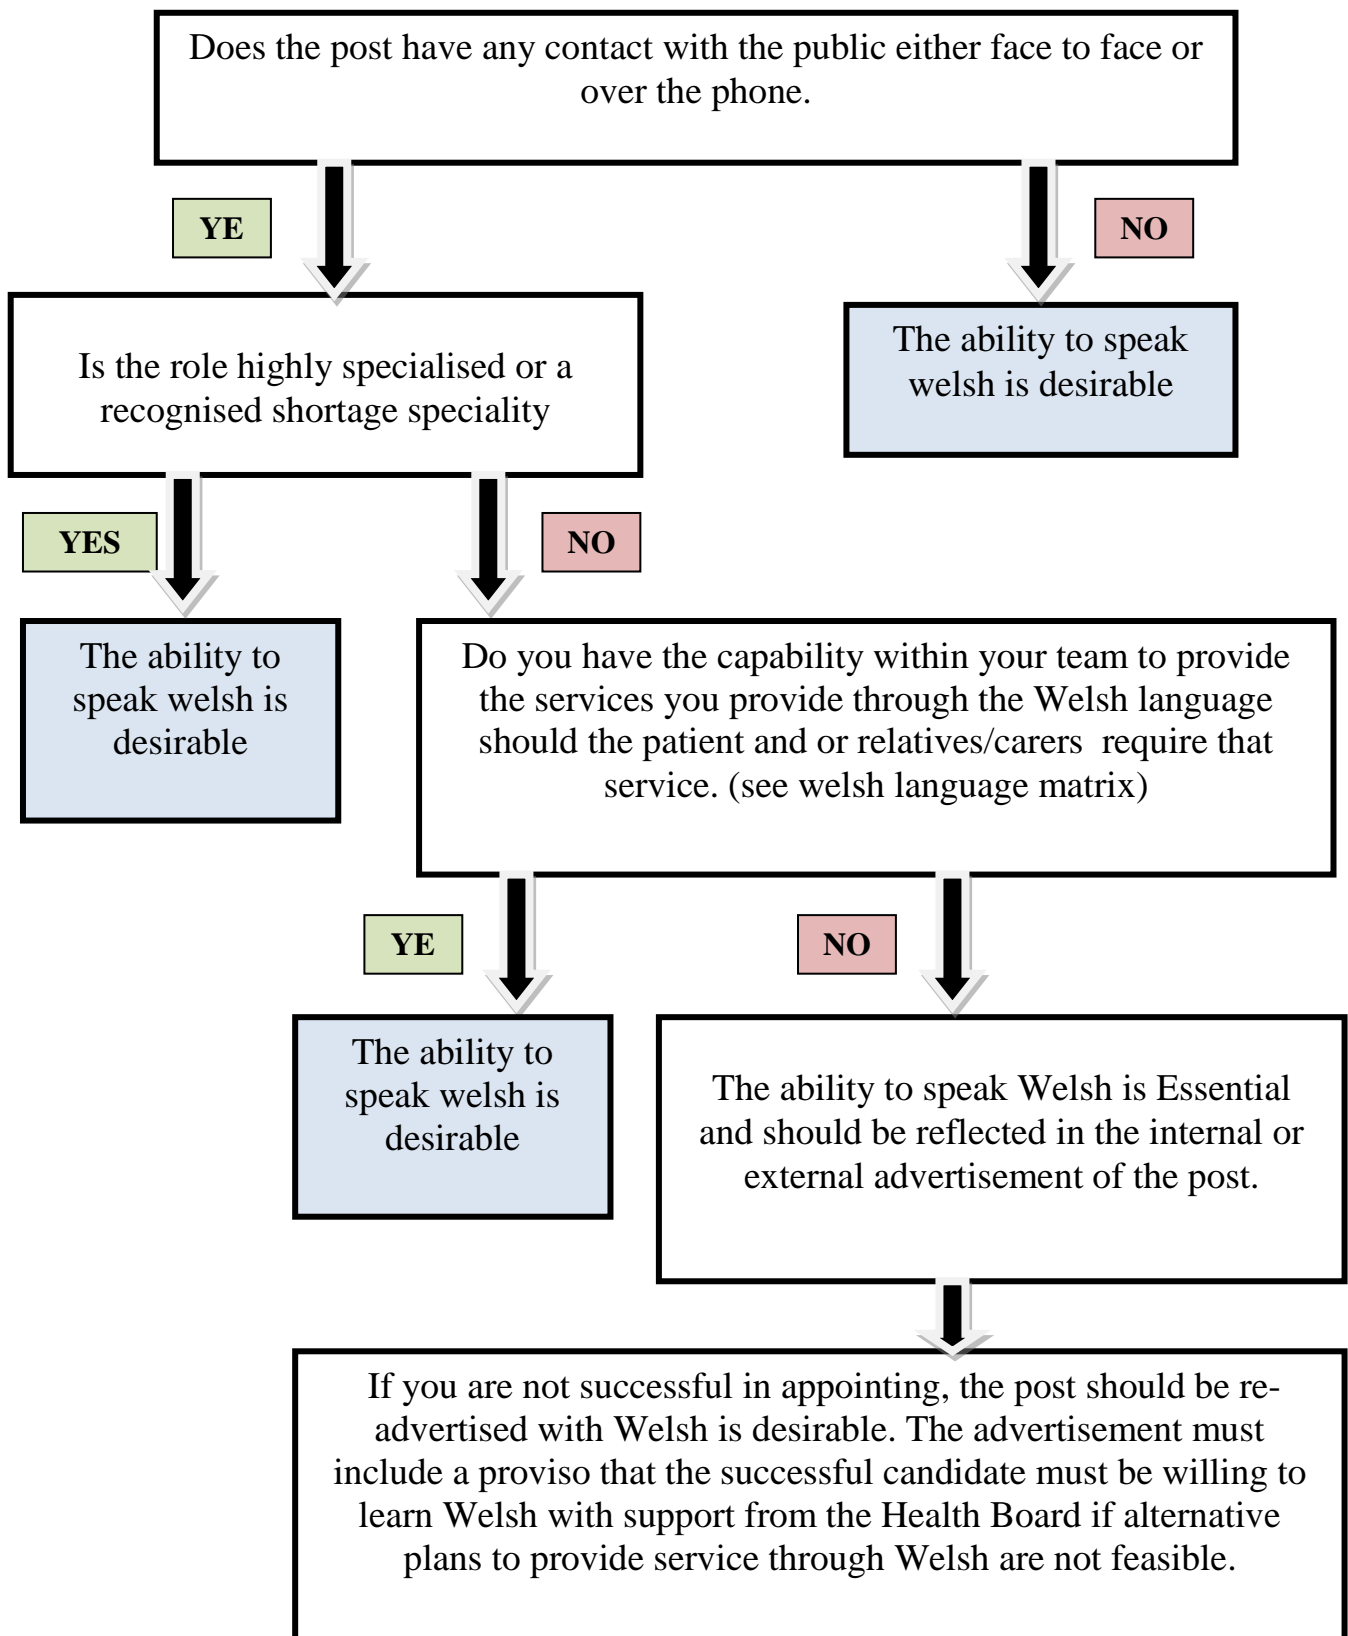 Does the post have any contact with the public either face to face or
over the phone.
YE
NO
Is the role highly specialised or a
recognised shortage speciality
The ability to speak
welsh is desirable
YES
NO
The ability to
speak welsh is
desirable
Do you have the capability within your team to provide
the services you provide through the Welsh language
should the patient and or relatives/carers  require that
service. (see welsh language matrix)
YE
NO
The ability to
speak welsh is
desirable
The ability to speak Welsh is Essential
and should be reflected in the internal or
external advertisement of the post.
If you are not successful in appointing, the post should be re-
advertised with Welsh is desirable. The advertisement must
include a proviso that the successful candidate must be willing to
learn Welsh with support from the Health Board if alternative
plans to provide service through Welsh are not feasible.